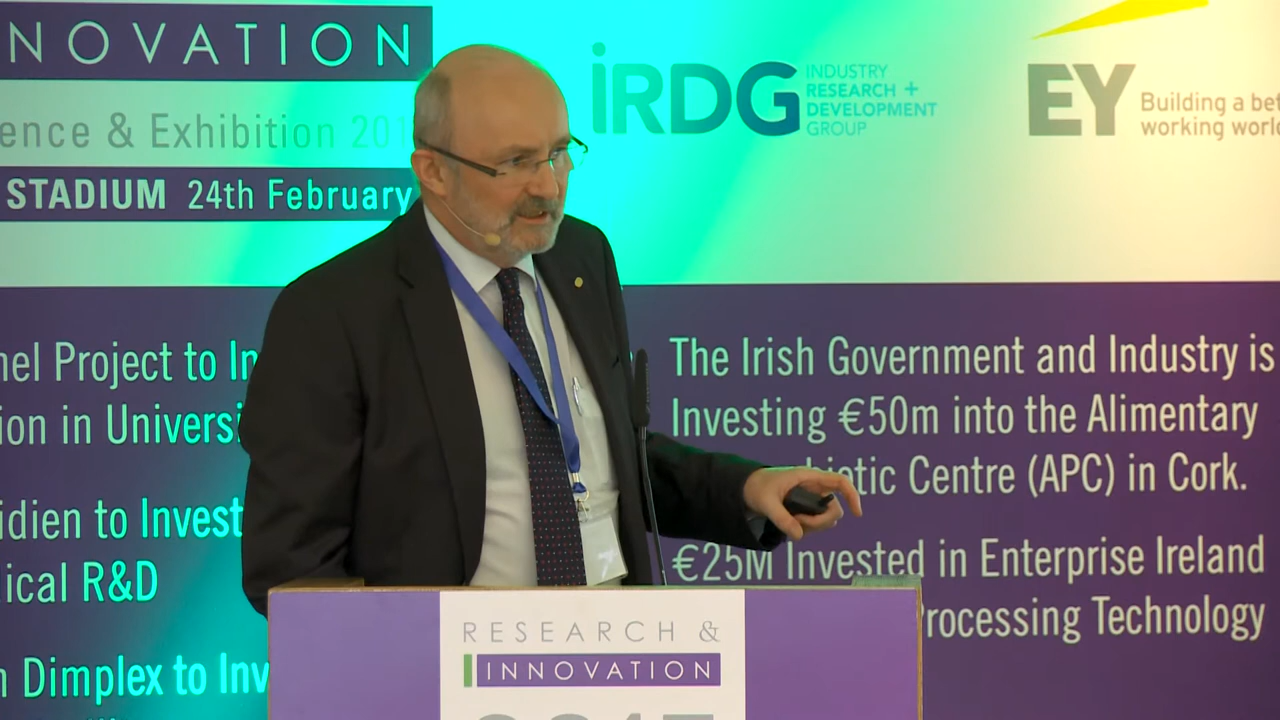 NNOVATION
ence & Exhibition 201
STADIUM 24th February
iRDG INDUSTRY
RESEARCH +
DEVELOPMENT
GROUP
EY Building a bet
working world
nel Project to In
ion in Universi
idien to Invest
ical R&D
n Dimplex to Inv
The Irish Government and Industry is
Investing €50m into the Alimentary
iotic Centre (APC) in Cork.
€25M Invested in Enterprise Ireland
rocessing Technology
RESEARCH &
INNOVATION